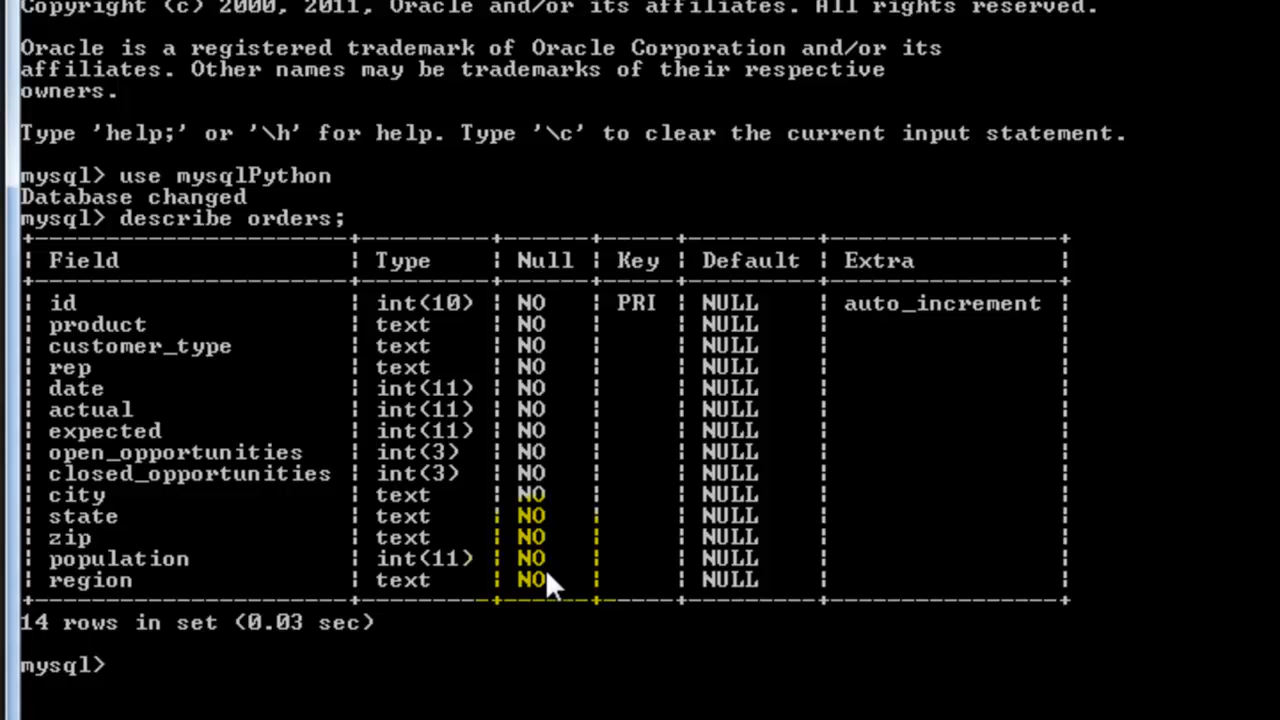 Copyright (c) 2000, 2011, Oracle and/or its affiliates. All rights reserved.
Oracle is a registered trademark of Oracle Corporation and/or its
affiliates. Other names may be trademarks of their respective
owners.
Type 'help;' or '\h' for help. Type '\c' to clear the current input statement.
mysql> use mysqlPython
Database changed
mysql> describe orders;
+-----------------------+---------+------+-----+---------+----------------+
| Field | Type | Null | Key | Default | Extra |
+-----------------------+---------+------+-----+---------+----------------+
| id | int(10) | NO | PRI | NULL | auto_increment |
| product | text | NO | | NULL | |
| customer_type | text | NO | | NULL | |
| rep | text | NO | | NULL | |
| date | int(11) | NO | | NULL | |
| actual | int(11) | NO | | NULL | |
| expected | int(11) | NO | | NULL | |
| open_opportunities | int(3) | NO | | NULL | |
| closed_opportunities | int(3) | NO | | NULL | |
| city | text | NO | | NULL | |
| state | text | NO | | NULL | |
| zip | text | NO | | NULL | |
| population | int(11) | NO | | NULL | |
| region | text | NO | | NULL | |
+-----------------------+---------+------+-----+---------+----------------+
14 rows in set (0.03 sec)
mysql>